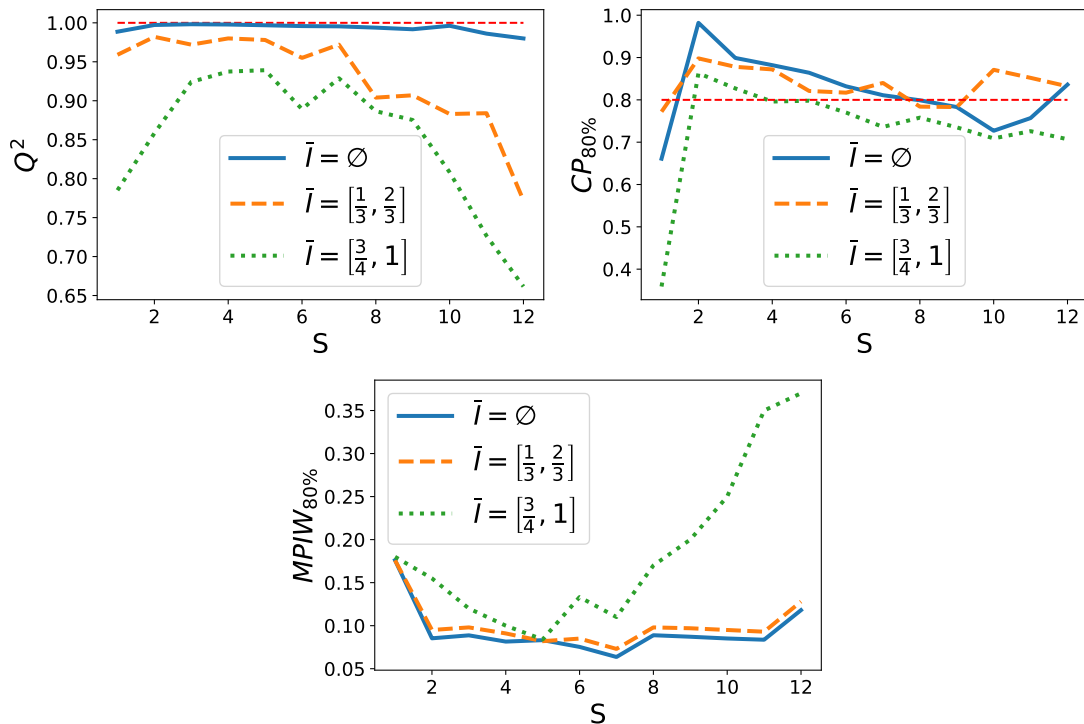 1.00
0.95
0.90
0.85
0.80
0.75
0.70
0.65
Q²
Ī = ∅
Ī = [1/3, 2/3]
Ī = [3/4, 1]
2 4 6 8 10 12
S
1.0
0.9
0.8
0.7
0.6
0.5
0.4
CP80%
Ī = ∅
Ī = [1/3, 2/3]
Ī = [3/4, 1]
2 4 6 8 10 12
S
0.35
0.30
0.25
0.20
0.15
0.10
0.05
MPIW80%
Ī = ∅
Ī = [1/3, 2/3]
Ī = [3/4, 1]
2 4 6 8 10 12
S